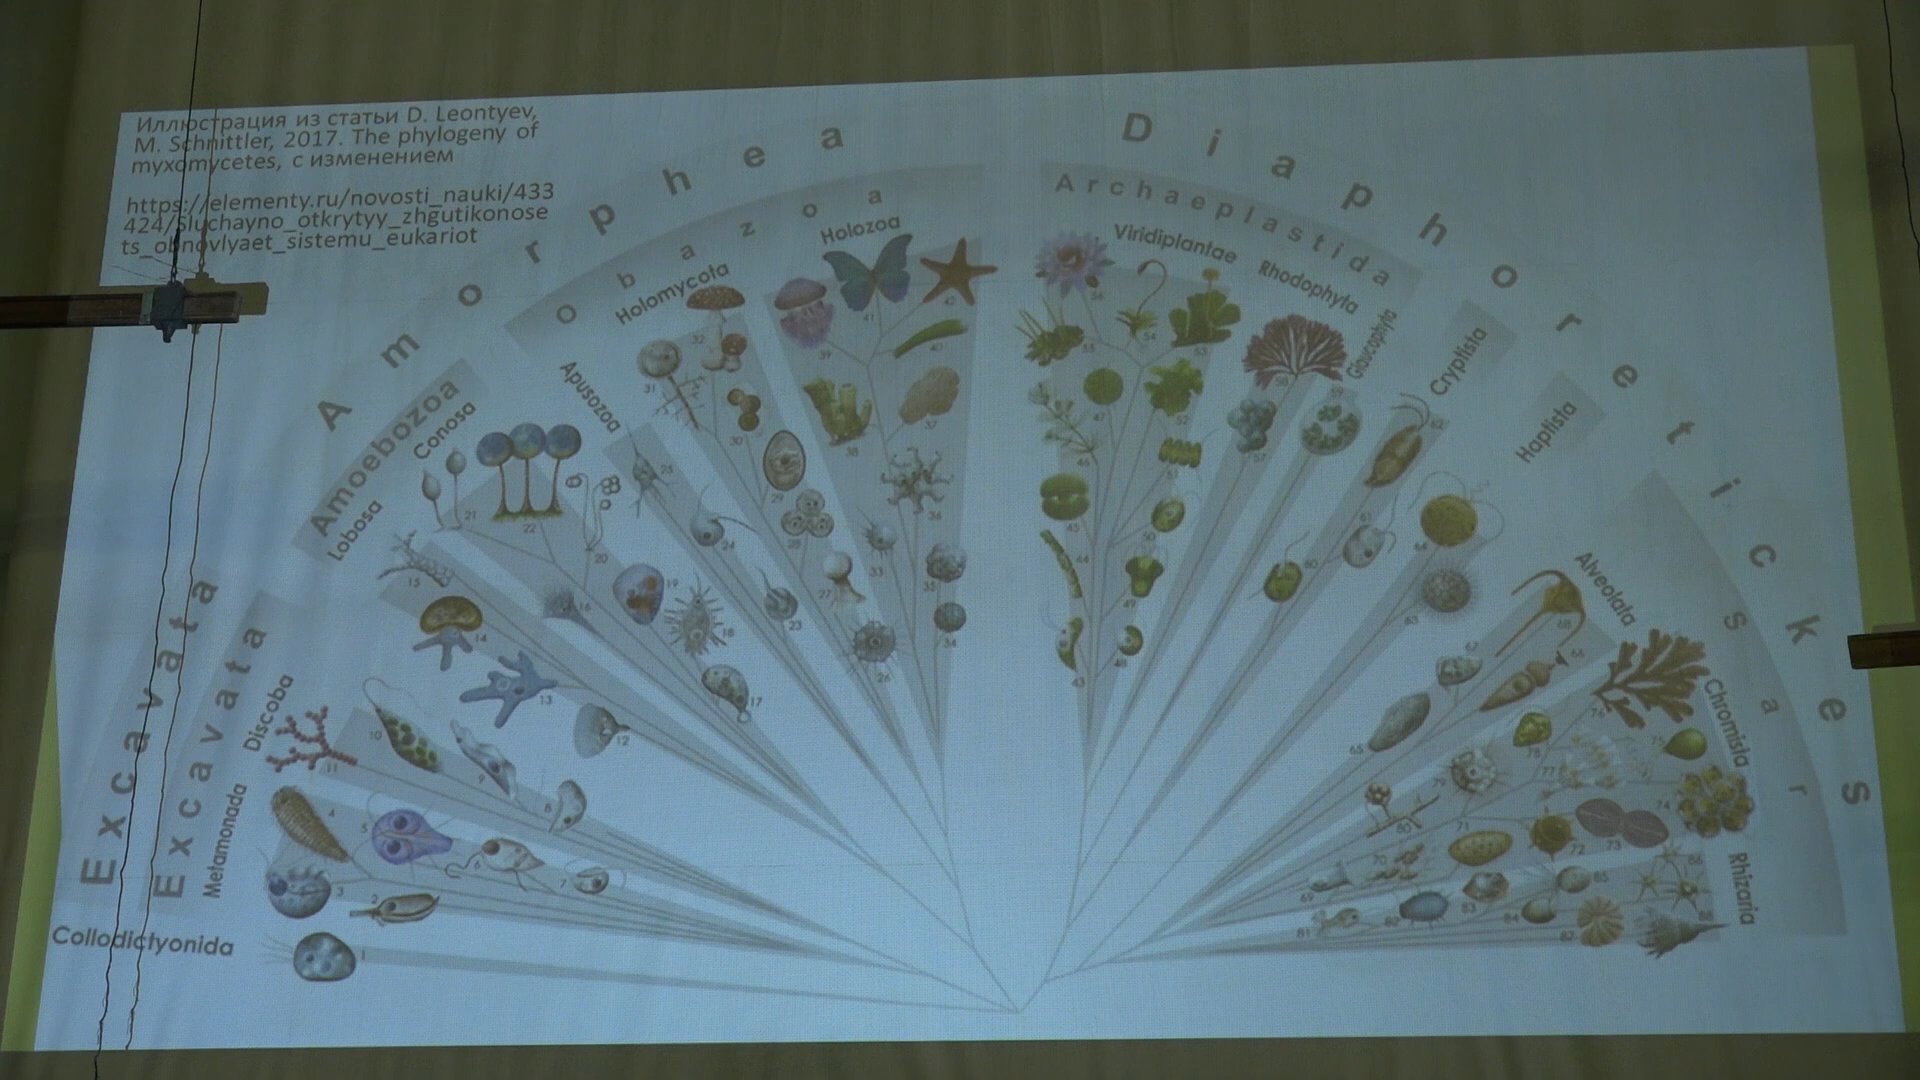 Иллюстрация из статьи D. Leontyev,
M. Schnittler, 2017. The phylogeny of
myxomycetes, с изменением
https://elementy.ru/novosti_nauki/433
424/Sluchayno_otkrytyy_zhgutikonose
ts_obnovlyaet_sistemu_eukariot
Excavata
Excavata
Collodictyonida
Metamonada
Discoba
Amorphea
Amoebozoa
Lobosa
Conosa
Obazoa
Apusozoa
Holomycota
Holozoa
Diaphoretickes
Archaeplastida
Viridiplantae
Rhodophyta
Glaucophyta
Cryptista
Haptista
Sar
Alveolata
Chromista
Rhizaria